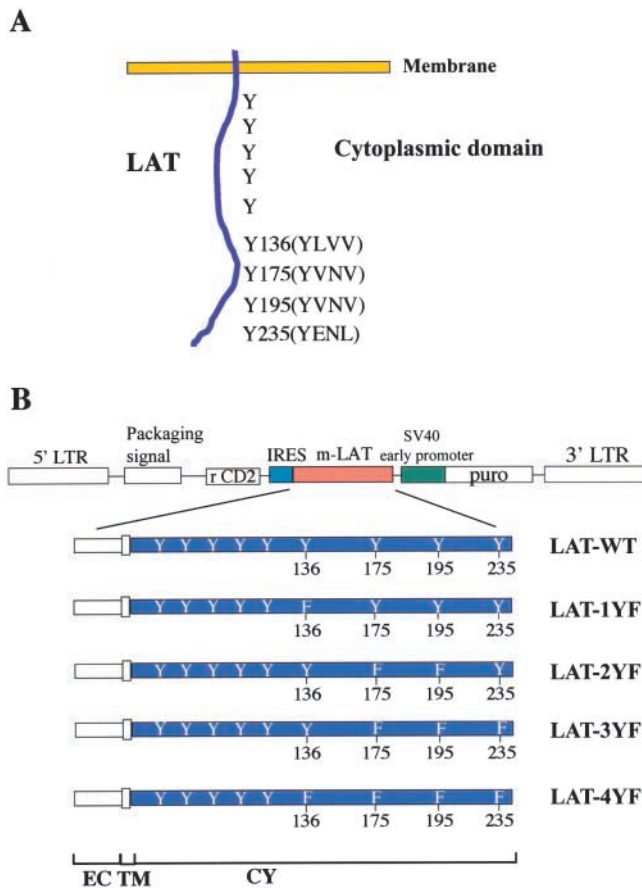 A
Membrane
LAT
Cytoplasmic domain
Y
Y
Y
Y
Y
Y136(YLVV)
Y175(YVNV)
Y195(YVNV)
Y235(YENL)
B
5' LTR
Packaging
signal
r CD2
IRES
m-LAT
SV40
early promoter
puro
3' LTR
Y Y Y Y Y Y Y Y Y
136 175 195 235
LAT-WT
Y Y Y Y Y F Y Y Y
136 175 195 235
LAT-1YF
Y Y Y Y Y Y F F Y
136 175 195 235
LAT-2YF
Y Y Y Y Y Y F F F
136 175 195 235
LAT-3YF
Y Y Y Y Y F F F F
136 175 195 235
LAT-4YF
EC TM CY